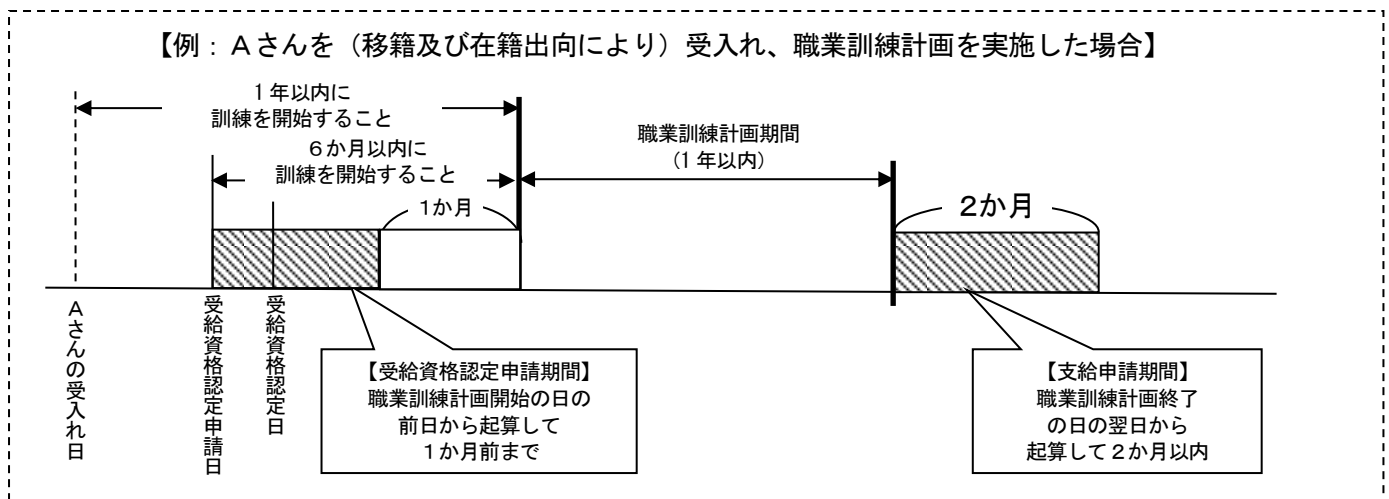 【例：Ａさんを（移籍及び在籍出向により）受入れ、職業訓練計画を実施した場合】
１年以内に
訓練を開始すること
６か月以内に
訓練を開始すること
１か月
職業訓練計画期間
（１年以内）
２か月
Ａさんの受入れ日
受給資格認定申請日
受給資格認定日
【受給資格認定申請期間】
職業訓練計画開始の日の
前日から起算して
１か月前まで
【支給申請期間】
職業訓練計画終了
の日の翌日から
起算して２か月以内